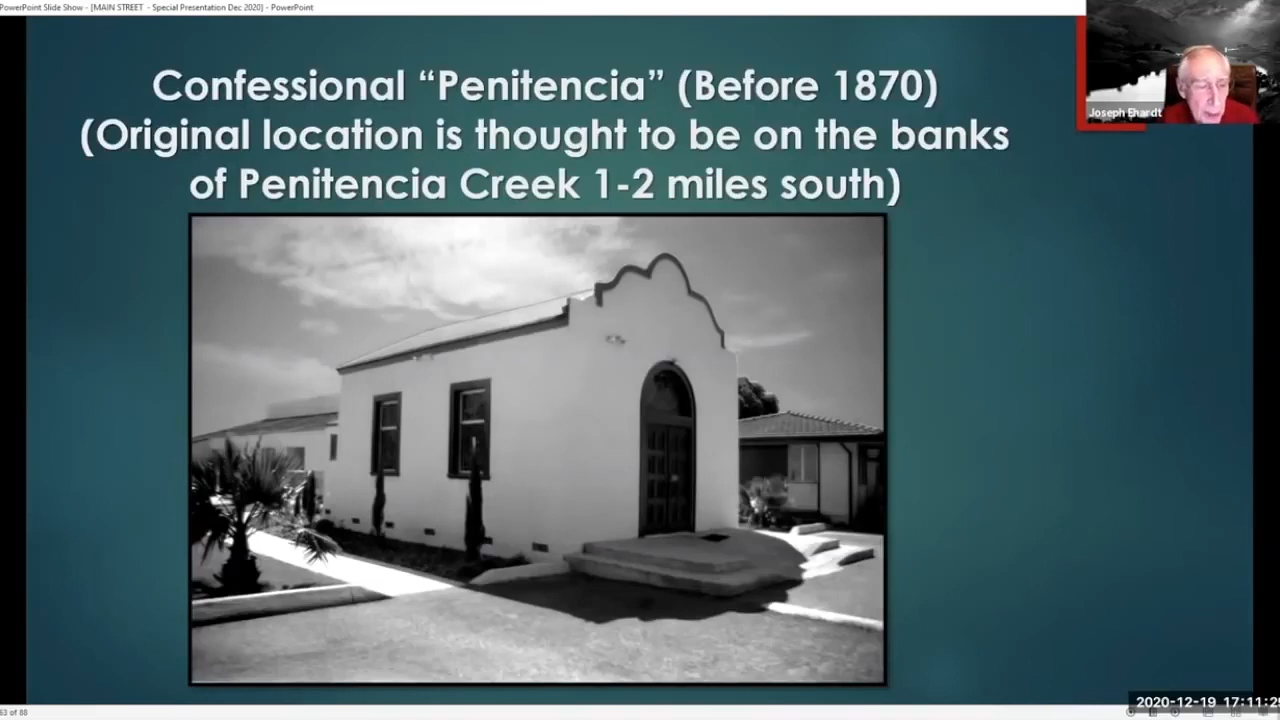 PowerPoint Slide Show - [MAIN STREET - Special Presentation Dec 2020] - PowerPoint
Confessional “Penitencia” (Before 1870)
(Original location is thought to be on the banks
of Penitencia Creek 1-2 miles south)
Joseph Ehardt
2020-12-19 17:11:2
63 of 88